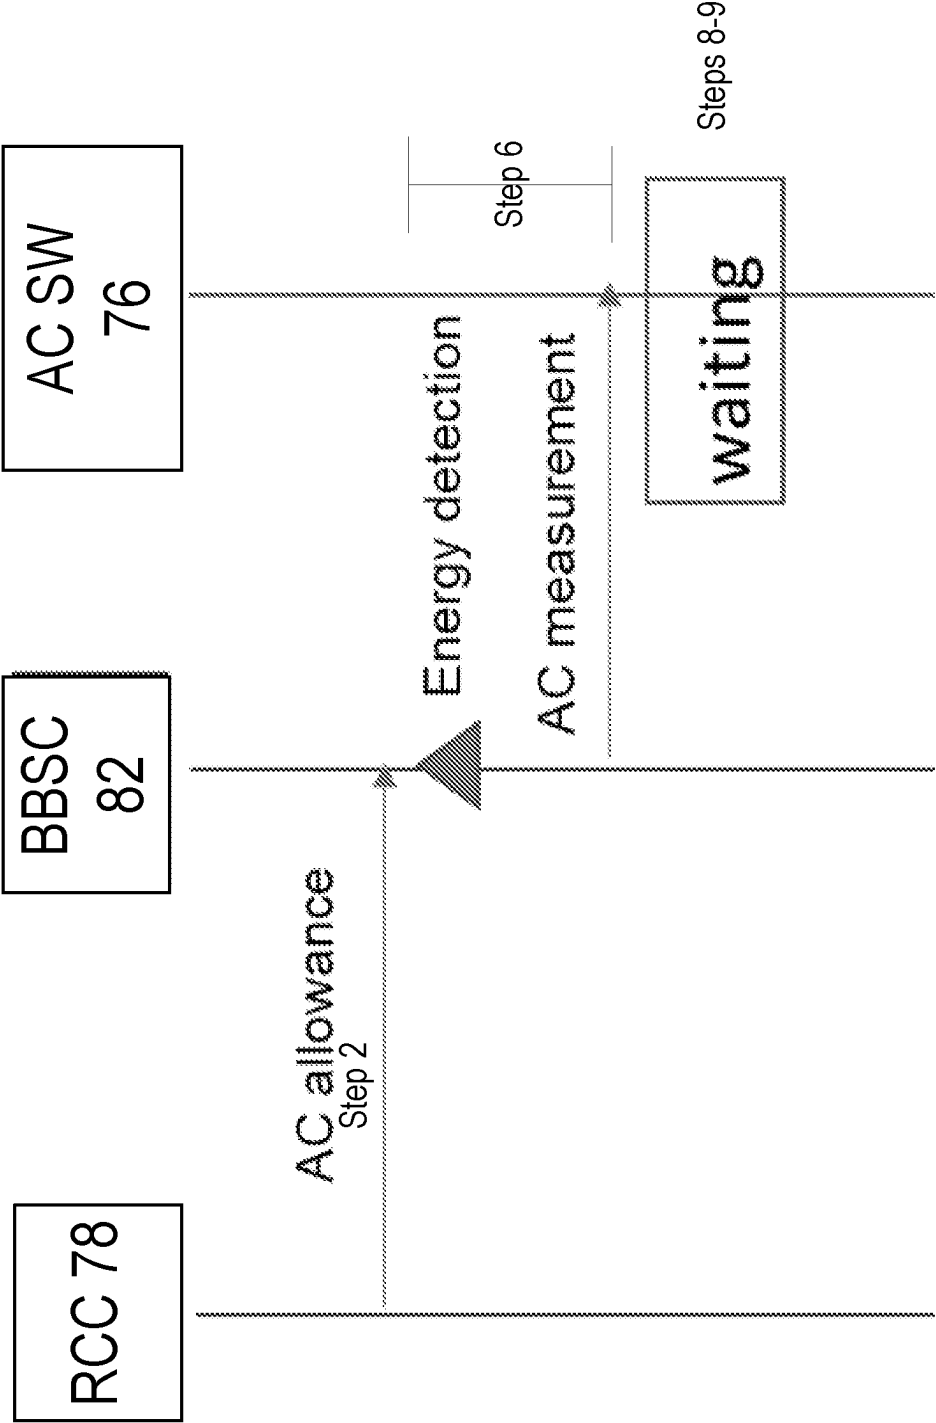 RCC 78
BBSC
82
AC SW
76
AC allowance
Step 2
Energy detection
Step 6
AC measurement
waiting
Steps 8-9